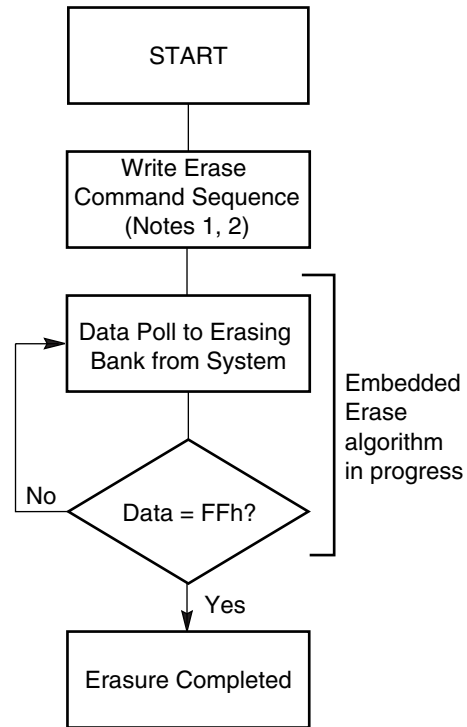 START
Write Erase
Command Sequence
(Notes 1, 2)
Data Poll to Erasing
Bank from System
Embedded
Erase
algorithm
in progress
No
Data = FFh?
Yes
Erasure Completed